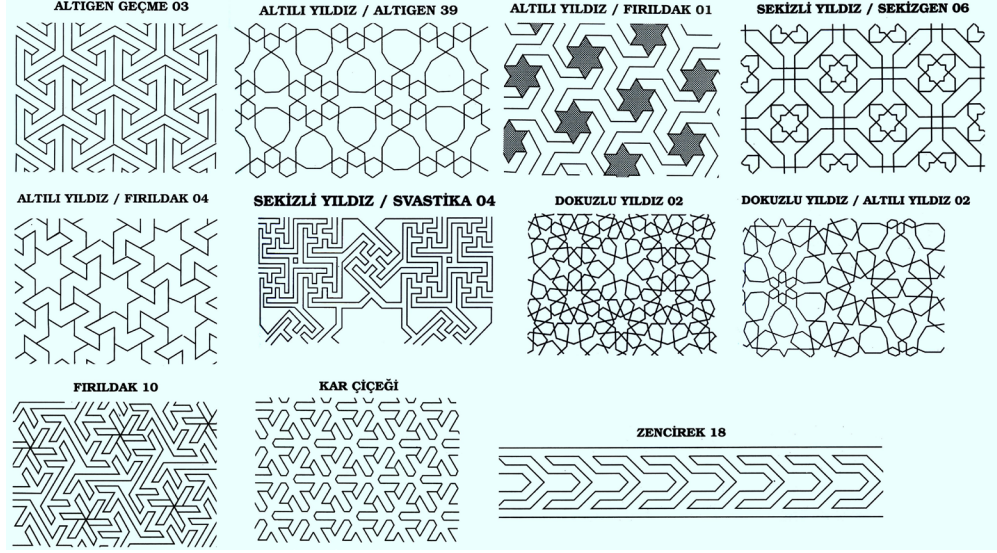 ALTIGEN GEÇME 03
ALTILI YILDIZ / ALTIGEN 39
ALTILI YILDIZ / FIRILDAK 01
SEKİZLİ YILDIZ / SEKİZGEN 06
ALTILI YILDIZ / FIRILDAK 04
SEKİZLİ YILDIZ / SVASTİKA 04
DOKUZLU YILDIZ 02
DOKUZLU YILDIZ / ALTILI YILDIZ 02
FIRILDAK 10
KAR ÇİÇEĞİ
ZENCİREK 18